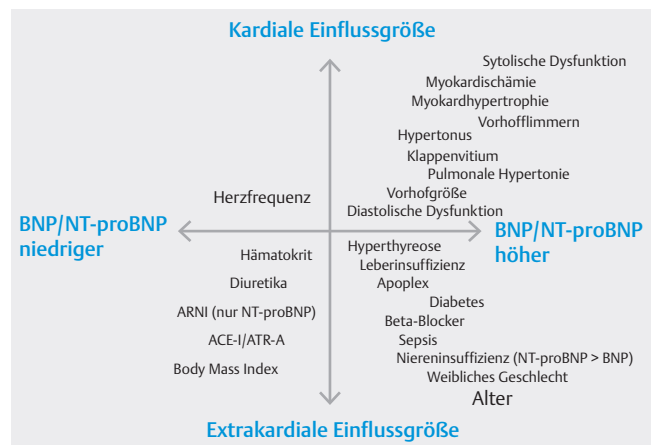 Kardiale Einflussgröße
Sytolische Dysfunktion
Myokardischämie
Myokardhypertrophie
Vorhofflimmern
Hypertonus
Klappenvitium
Pulmonale Hypertonie
Herzfrequenz
Vorhofgröße
Diastolische Dysfunktion
BNP/NT-proBNP
niedriger
BNP/NT-proBNP
höher
Hämatokrit
Diuretika
ARNI (nur NT-proBNP)
ACE-I/ATR-A
Body Mass Index
Hyperthyreose
Leberinsuffizienz
Apoplex
Diabetes
Beta-Blocker
Sepsis
Niereninsuffizienz (NT-proBNP > BNP)
Weibliches Geschlecht
Alter
Extrakardiale Einflussgröße